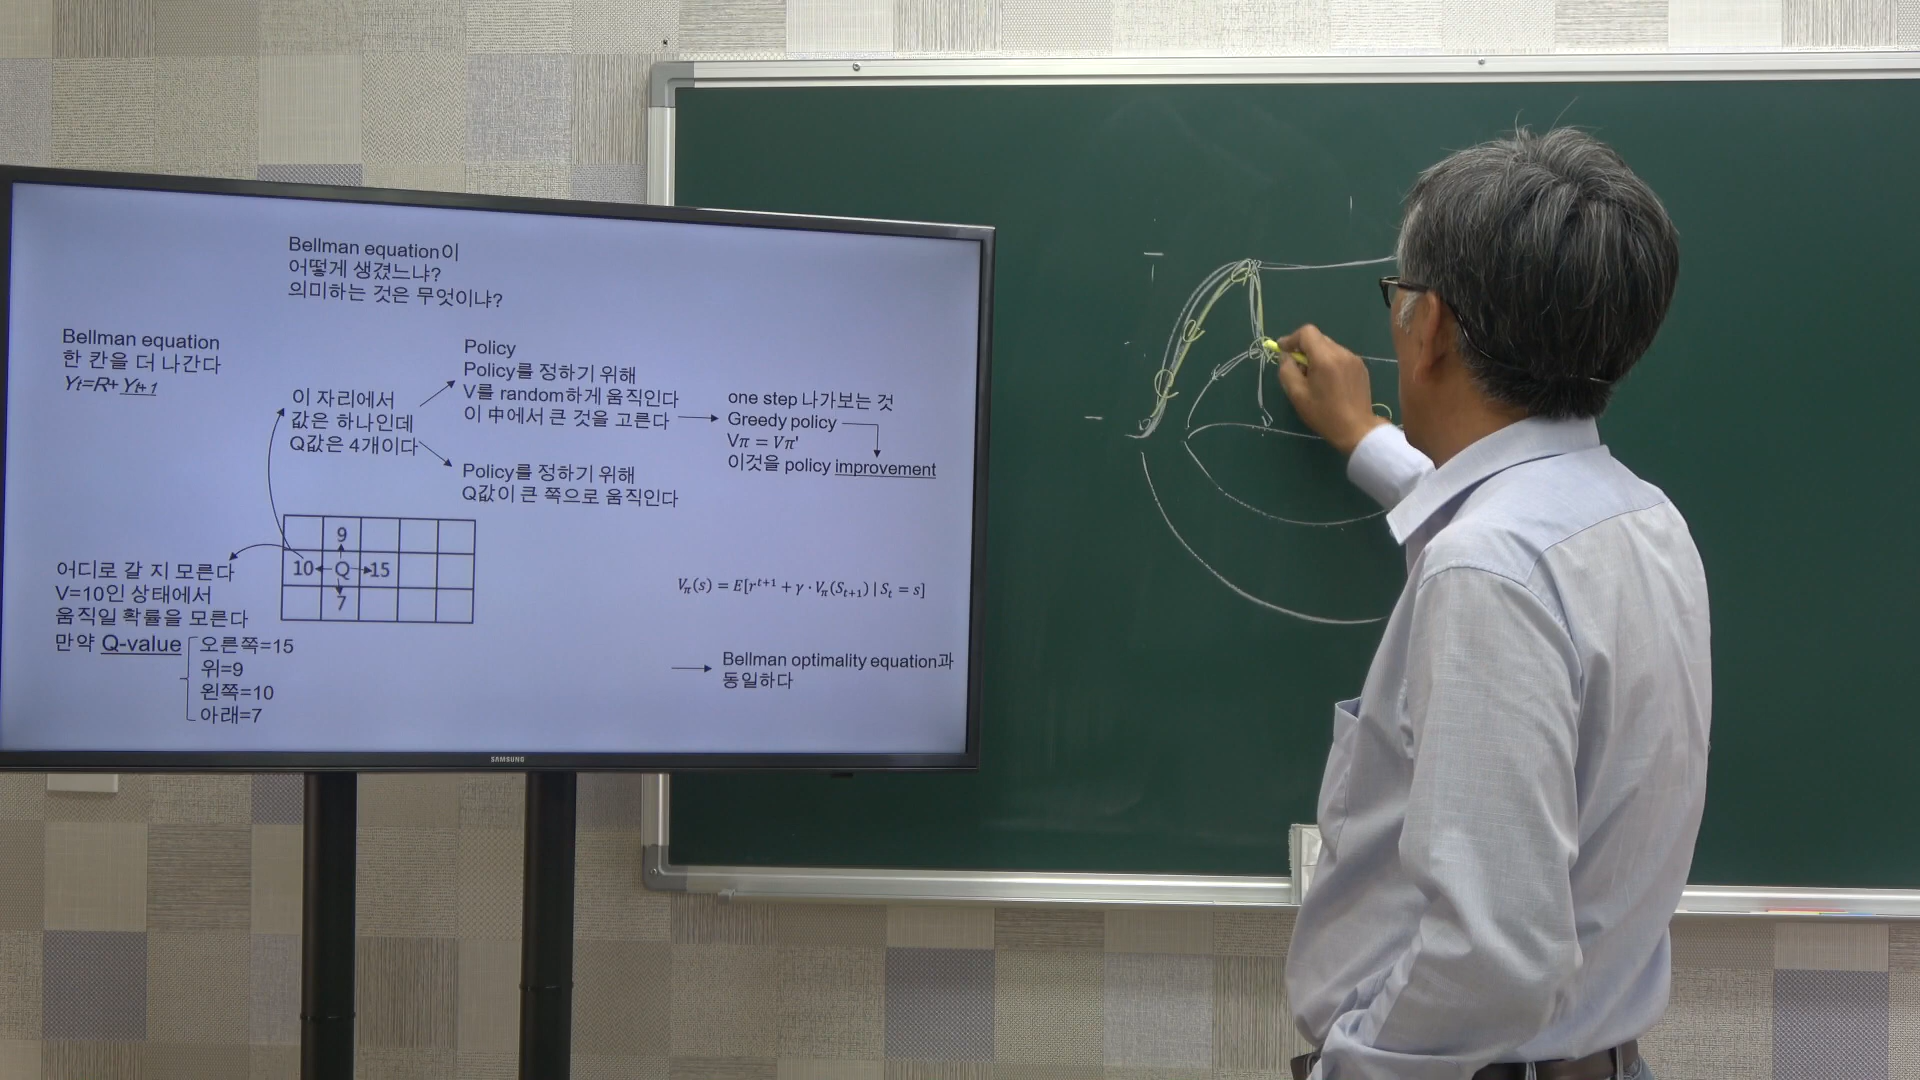 Bellman equation이
어떻게 생겼느냐?
의미하는 것은 무엇이냐?
Bellman equation
한 칸을 더 나간다
Yt=R+Yt+1
이 자리에서
값은 하나인데
Q값은 4개이다
Policy
Policy를 정하기 위해
V를 random하게 움직인다
이 中에서 큰 것을 고른다
Policy를 정하기 위해
Q값이 큰 쪽으로 움직인다
one step 나가보는 것
Greedy policy
Vπ = Vπ'
이것을 policy improvement
9
10 Q 15
7
어디로 갈 지 모른다
V=10인 상태에서
움직일 확률을 모른다
만약 Q-value
오른쪽=15
위=9
왼쪽=10
아래=7
Vπ(s) = E[r^t+1 + γ · Vπ(St+1) | St = s]
Bellman optimality equation과
동일하다
SAMSUNG